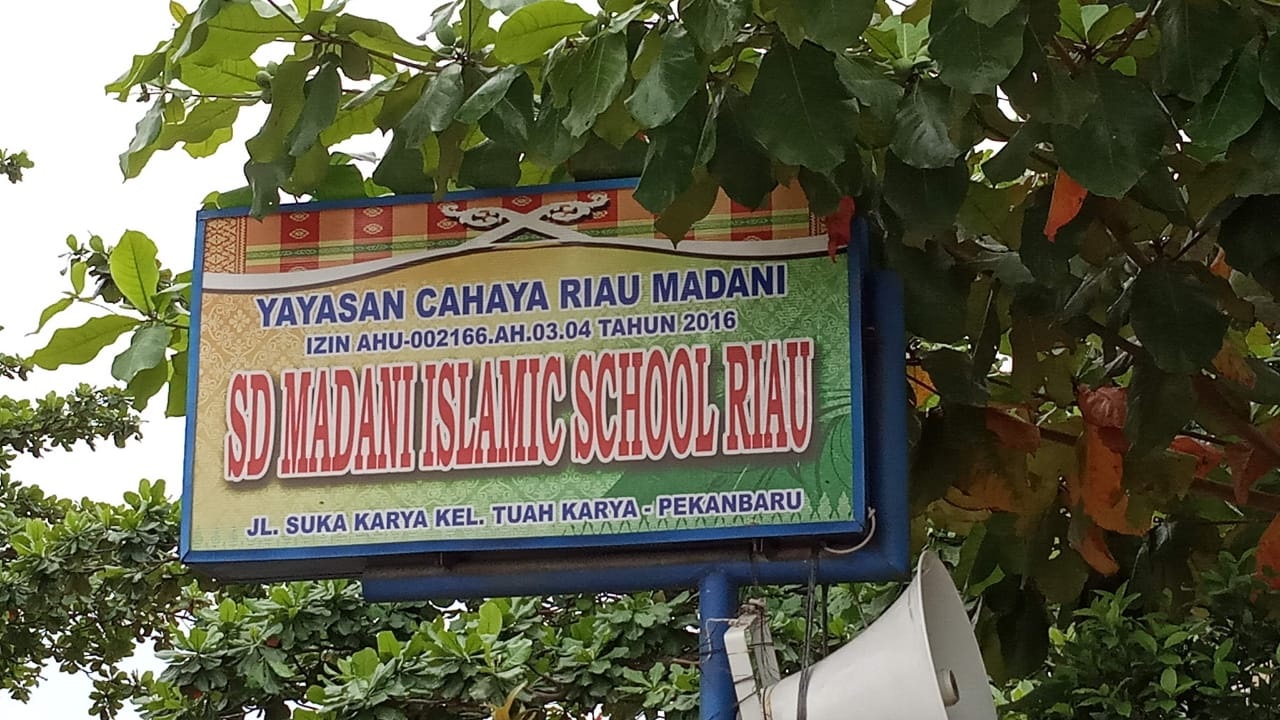 YAYASAN CAHAYA RIAU MADANI
IZIN AHU-002166.AH.03.04 TAHUN 2016
SD MADANI ISLAMIC SCHOOL RIAU
JL. SUKA KARYA KEL. TUAH KARYA - PEKANBARU